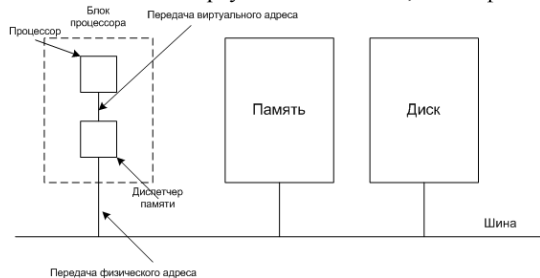 Блок
процессора
Передача виртуального адреса
Процессор
Память
Диск
Диспетчер
памяти
Шина
Передача физического адреса